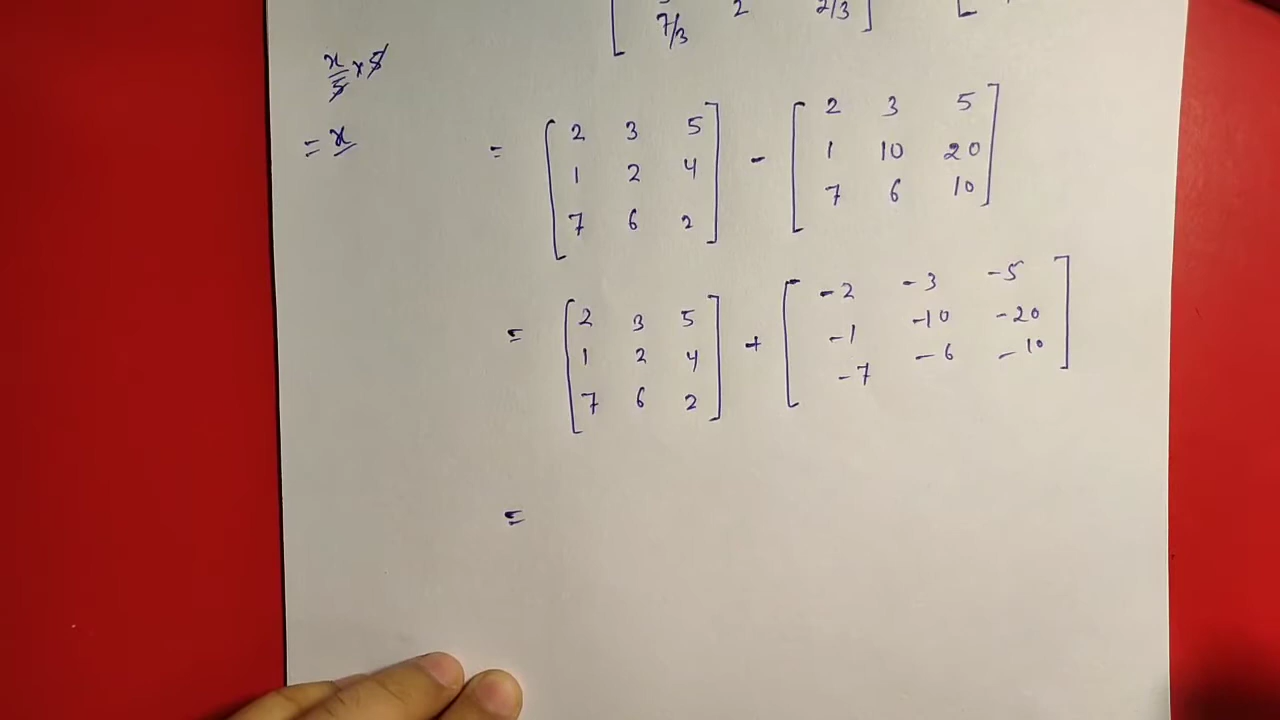 7/3 2 2/3
x/5 × 5
= x
= [ 2 3 5 ] - [ 2 3 5 ]
1 2 4 1 10 20
7 6 2 7 6 10
= [ 2 3 5 ] + [ -2 -3 -5 ]
1 2 4 -1 -10 -20
7 6 2 -7 -6 -10
=